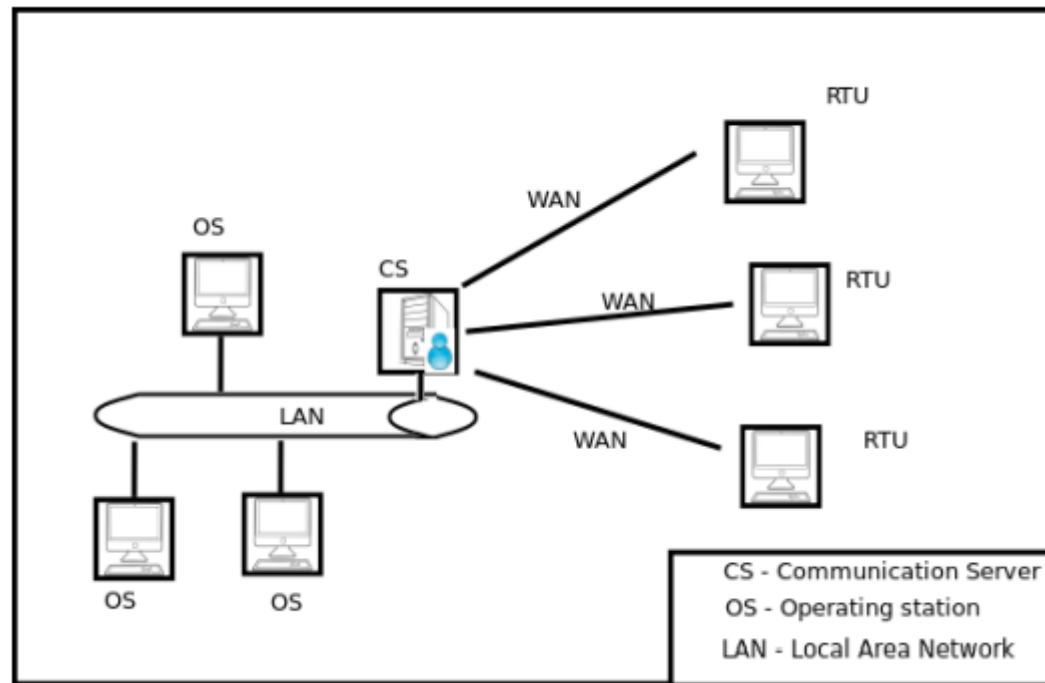 RTU
WAN
OS
CS
RTU
WAN
LAN
WAN
RTU
OS
OS
CS - Communication Server
OS - Operating station
LAN - Local Area Network